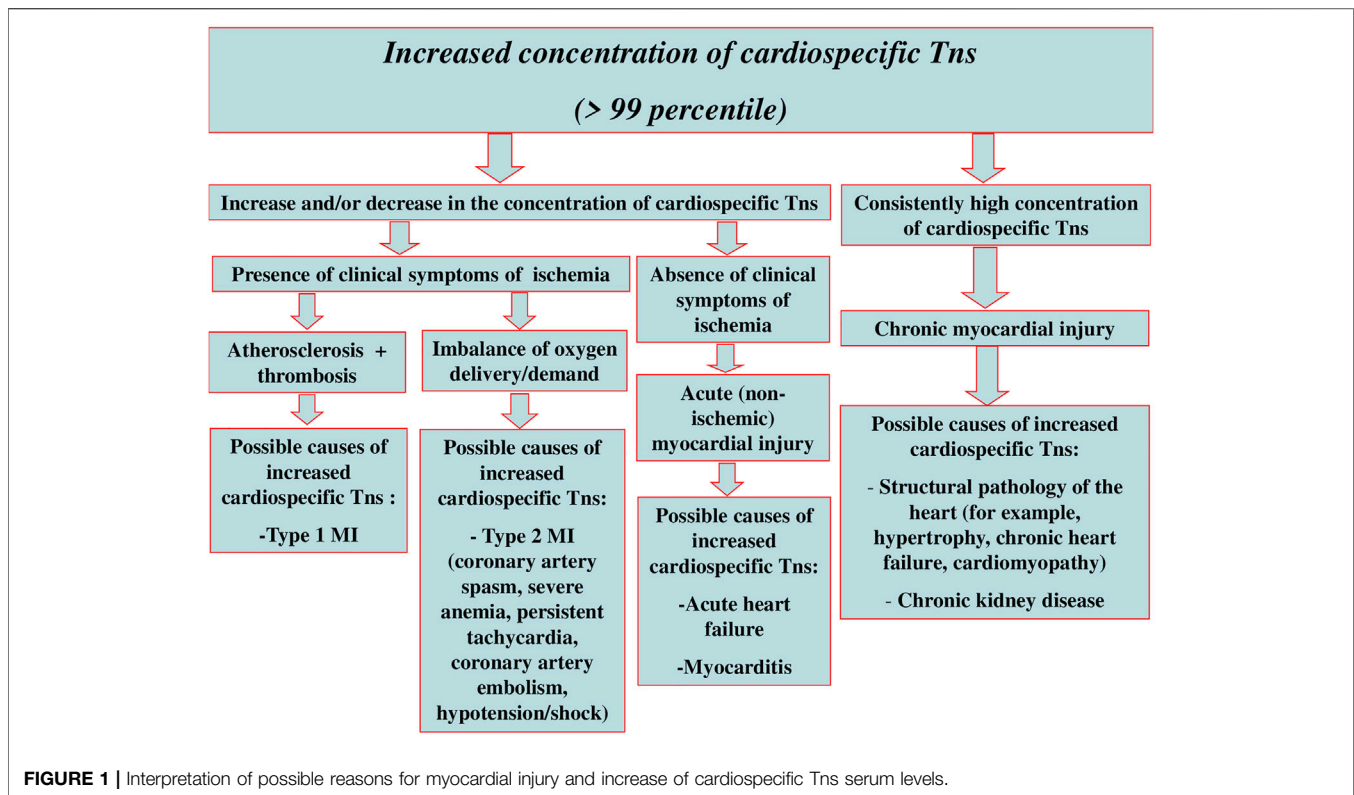 Increased concentration of cardiospecific Tns
(> 99 percentile)
Increase and/or decrease in the concentration of cardiospecific Tns
Consistently high concentration
of cardiospecific Tns
Presence of clinical symptoms of ischemia
Absence of clinical
symptoms of
ischemia
Chronic myocardial injury
Atherosclerosis +
thrombosis
Imbalance of oxygen
delivery/demand
Acute (non-
ischemic)
myocardial injury
Possible causes of
increased
cardiospecific Tns :
-Type 1 MI
Possible causes of
increased
cardiospecific Tns:
- Type 2 MI
(coronary artery
spasm, severe
anemia, persistent
tachycardia,
coronary artery
embolism,
hypotension/shock)
Possible causes of
increased
cardiospecific Tns:
-Acute heart
failure
-Myocarditis
Possible causes of increased
cardiospecific Tns:
- Structural pathology of the
heart (for example,
hypertrophy, chronic heart
failure, cardiomyopathy)
- Chronic kidney disease
FIGURE 1 | Interpretation of possible reasons for myocardial injury and increase of cardiospecific Tns serum levels.